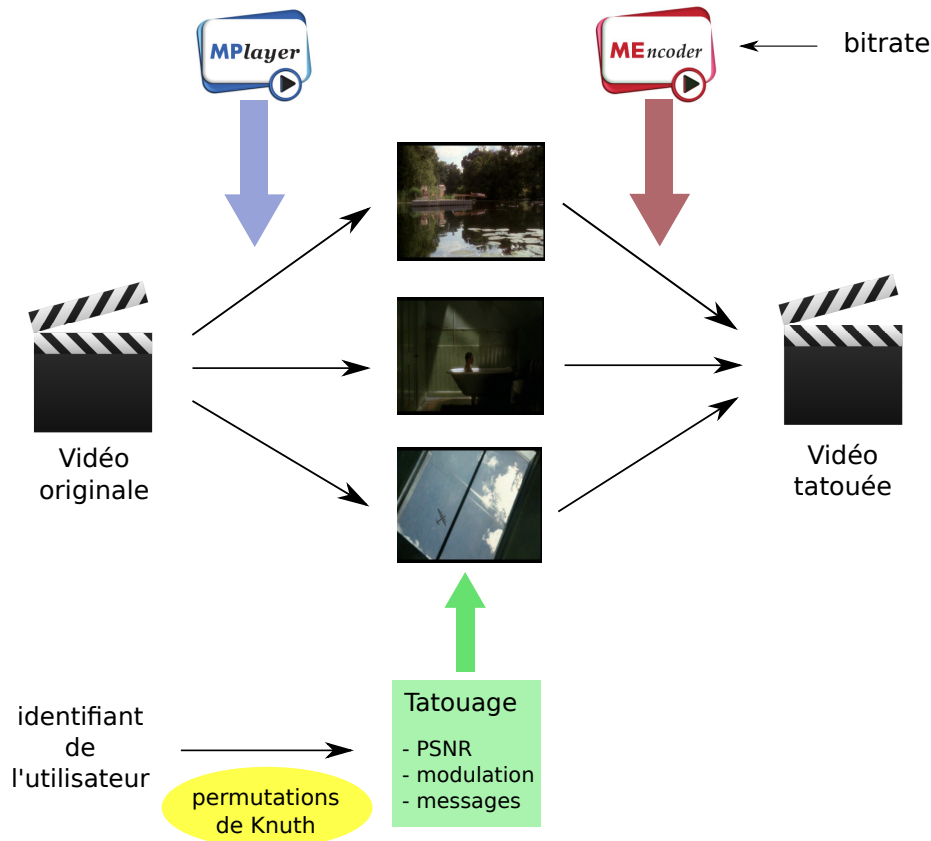 MPlayer
MEncoder
bitrate
Vidéo
originale
Vidéo
tatouée
identifiant
de
l'utilisateur
permutations
de Knuth
Tatouage
- PSNR
- modulation
- messages